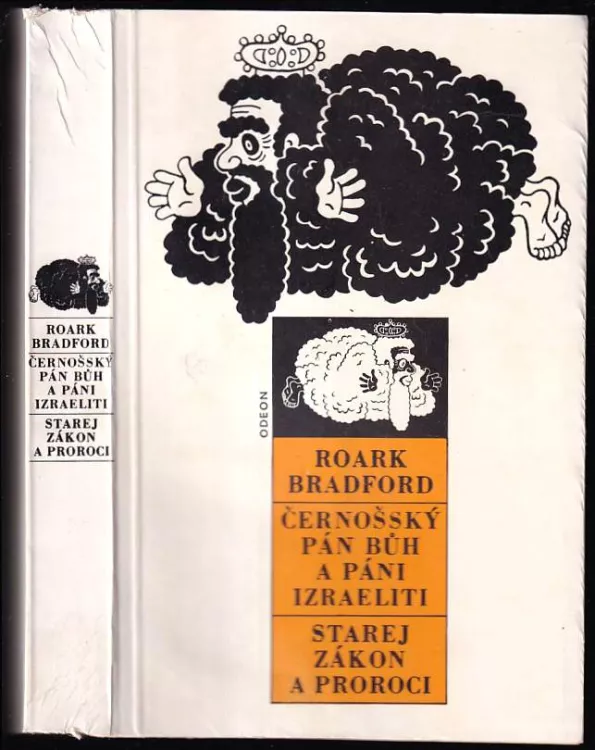 ROARK
BRADFORD
ČERNOŠSKÝ
PÁN BŮH
A PÁNI
IZRAELITI
STAREJ
ZÁKON
A PROROCI
ODEON
ROARK
BRADFORD
ČERNOŠSKÝ
PÁN BŮH
A PÁNI
IZRAELITI
STAREJ
ZÁKON
A PROROCI